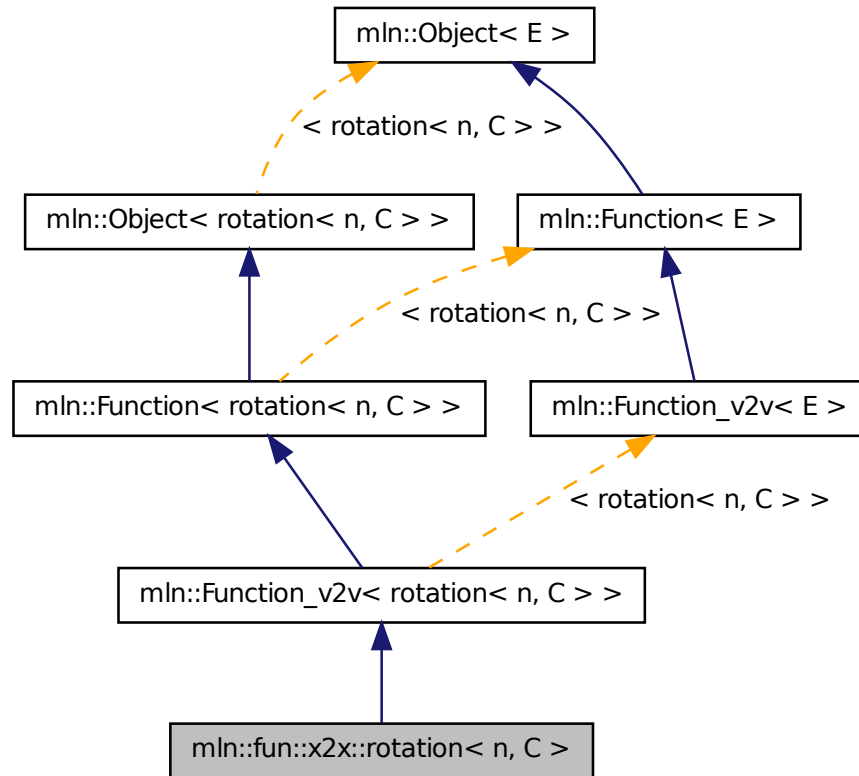 mln::Object< E >
< rotation< n, C > >
mln::Object< rotation< n, C > >
mln::Function< E >
< rotation< n, C > >
mln::Function< rotation< n, C > >
mln::Function_v2v< E >
< rotation< n, C > >
mln::Function_v2v< rotation< n, C > >
mln::fun::x2x::rotation< n, C >